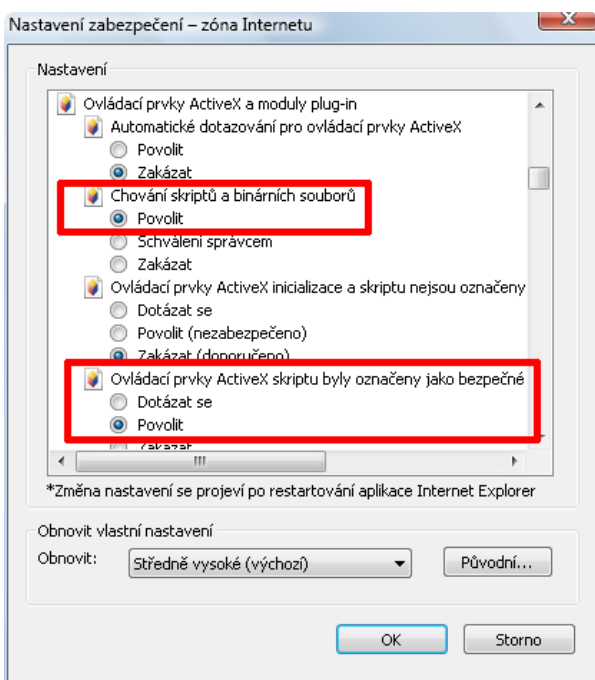 Nastavení zabezpečení – zóna Internetu
Nastavení
Ovládací prvky ActiveX a moduly plug-in
Automatické dotazování pro ovládací prvky ActiveX
Povolit
Zakázat
Chování skriptů a binárních souborů
Povolit
Schválení správcem
Zakázat
Ovládací prvky ActiveX inicializace a skriptu nejsou označeny
Dotázat se
Povolit (nezabezpečeno)
Zakázat (doporučeno)
Ovládací prvky ActiveX skriptu byly označeny jako bezpečné
Dotázat se
Povolit
Zakázat
*Změna nastavení se projeví po restartování aplikace Internet Explorer
Obnovit vlastní nastavení
Obnovit: Středně vysoké (výchozí) Původní...
OK Storno